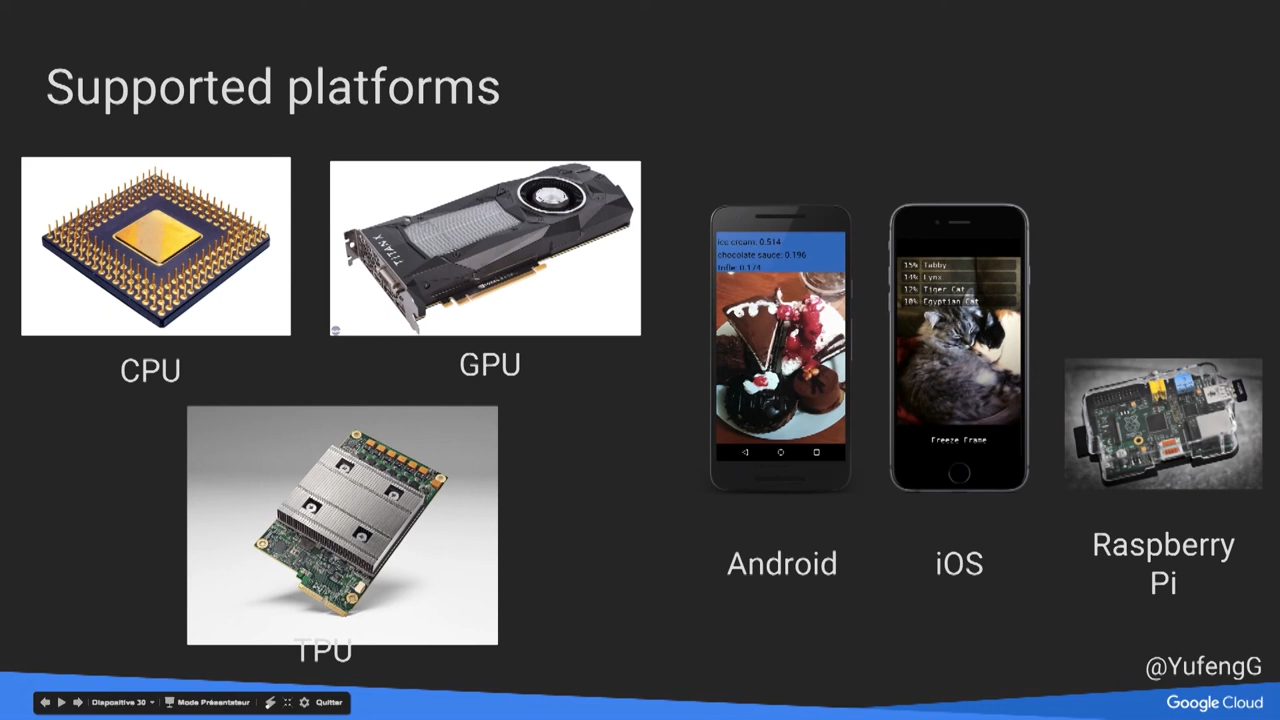 Supported platforms
TITAN X
CPU
GPU
TPU
ice cream: 0.514
chocolate sauce: 0.196
trifle: 0.174
15% Tabby
14% Lynx
12% Tiger Cat
10% Egyptian Cat
Freeze Frame
Android
iOS
Raspberry
Pi
@YufengG
Google Cloud
Diapositive 30
Mode Présentateur
Quitter